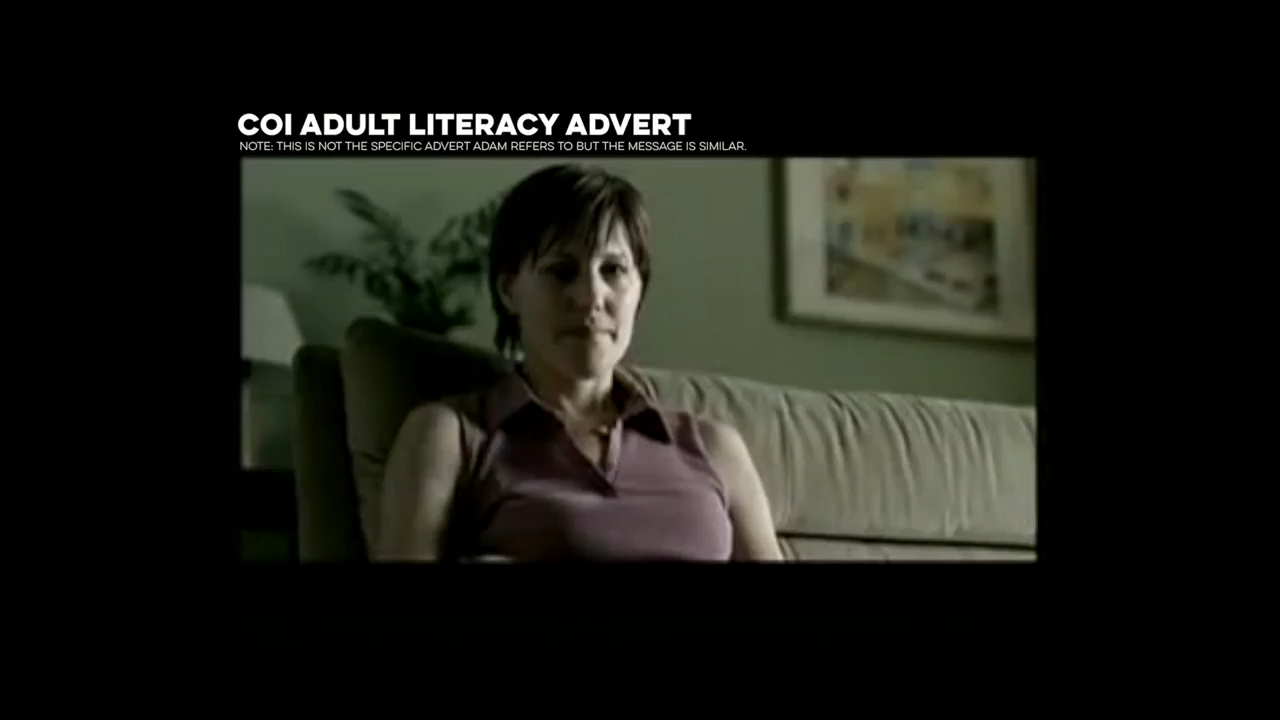 COI ADULT LITERACY ADVERT
NOTE: THIS IS NOT THE SPECIFIC ADVERT ADAM REFERS TO BUT THE MESSAGE IS SIMILAR.